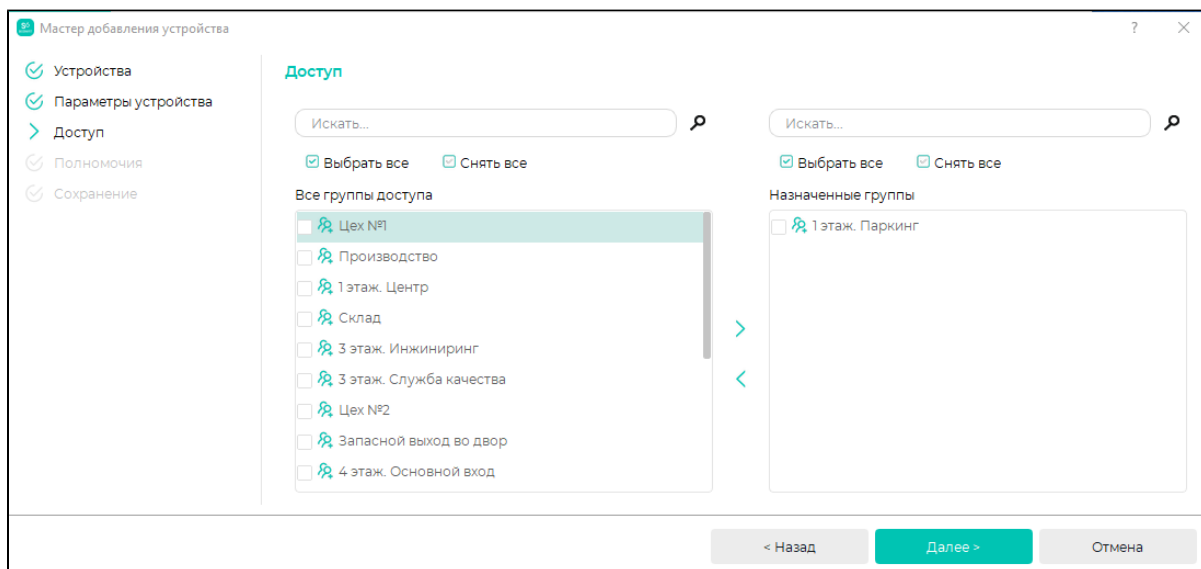 Мастер добавления устройства
?
Устройства
Параметры устройства
Доступ
Полномочия
Сохранение
Доступ
Искать...
Выбрать все Снять все
Все группы доступа
Цех №1
Производство
1 этаж. Центр
Склад
3 этаж. Инжиниринг
3 этаж. Служба качества
Цех №2
Запасной выход во двор
4 этаж. Основной вход
Искать...
Выбрать все Снять все
Назначенные группы
1 этаж. Паркинг
< Назад Далее > Отмена